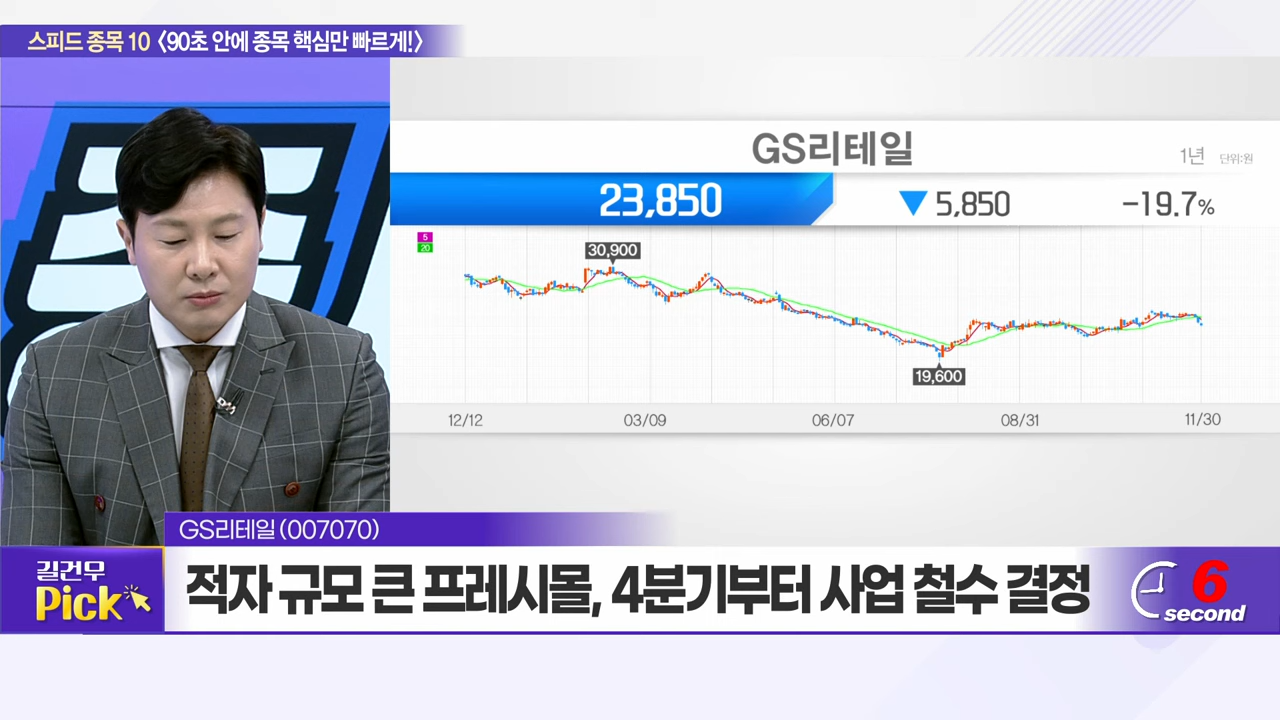 스피드 종목 10 〈90초 안에 종목 핵심만 빠르게!〉
GS리테일
1년 단위:원
23,850 ▼ 5,850 -19.7%
5
20
30,900
19,600
12/12 03/09 06/07 08/31 11/30
GS리테일(007070)
길건무
Pick
적자 규모 큰 프레시몰, 4분기부터 사업 철수 결정
6
second